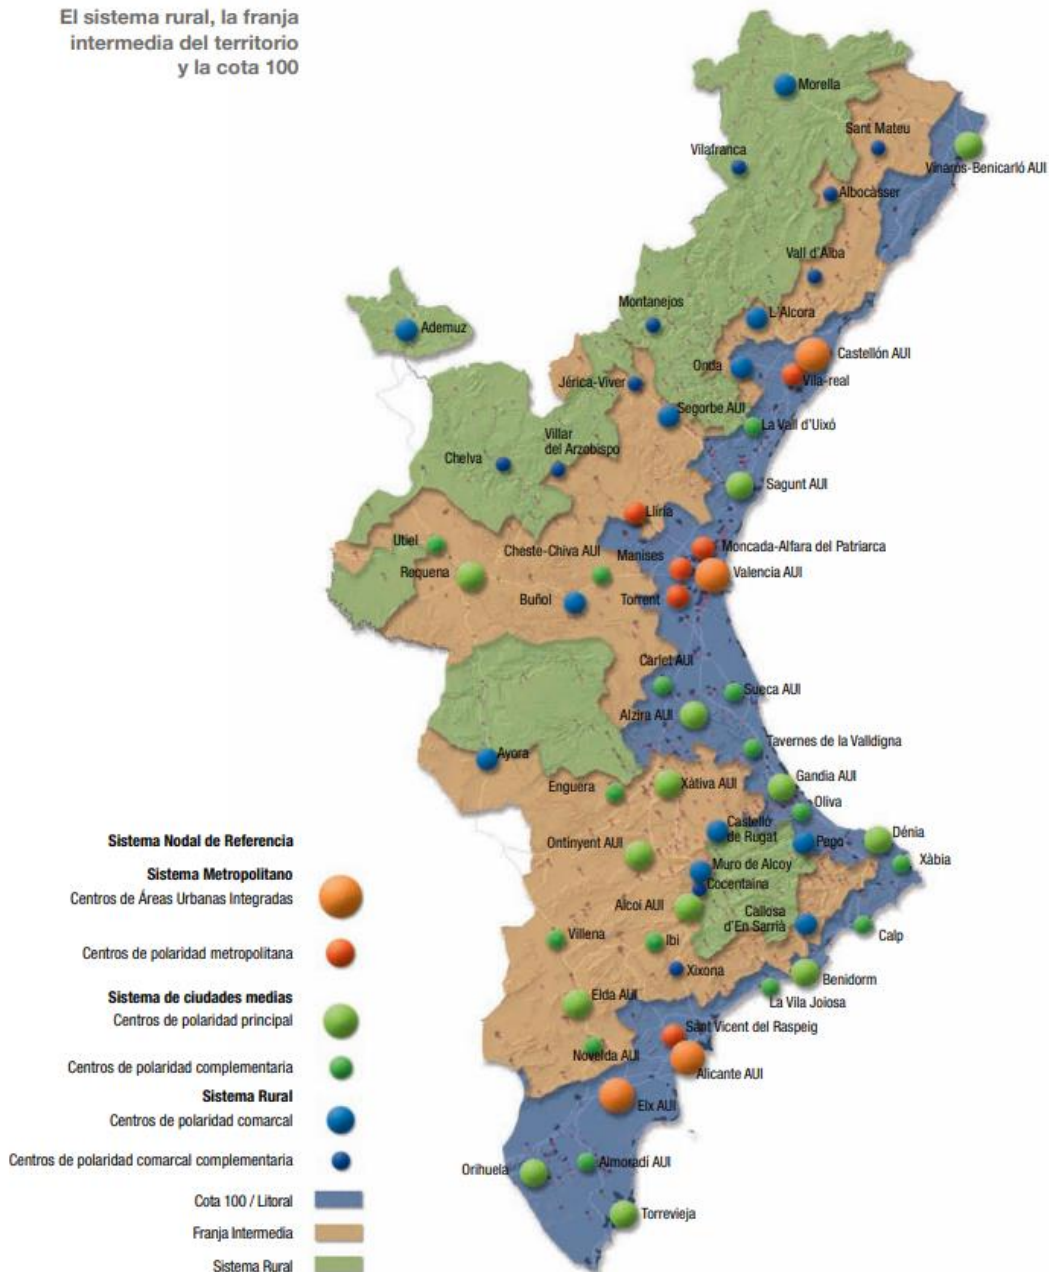 El sistema rural, la franja
intermedia del territorio
y la cota 100
Morella
Sant Mateu
Vilafranca
Vinaròs-Benicarló AUI
Albocàsser
Vall d'Alba
Montanejos
L'Alcora
Ademuz
Castellón AUI
Onda
Vila-real
Jérica-Viver
Segorbe AUI
La Vall d'Uixó
Villar
del Arzobispo
Chelva
Sagunt AUI
Llíria
Utiel
Cheste-Chiva AUI
Manises
Moncada-Alfara del Patriarca
Requena
Valencia AUI
Buñol
Torrent
Carlet AUI
Sueca AUI
Alzira AUI
Tavernes de la Valldigna
Ayora
Enguera
Xàtiva AUI
Gandia AUI
Oliva
Castelló
de Rugat
Pego
Dénia
Ontinyent AUI
Xàbia
Muro de Alcoy
Cocentaina
Alcoi AUI
Callosa
d'En Sarrià
Calp
Villena
Ibi
Xixona
Benidorm
La Vila Joiosa
Elda AUI
Sant Vicent del Raspeig
Novelda AUI
Alicante AUI
Elx AUI
Orihuela
Almoradí AUI
Torrevieja
Sistema Nodal de Referencia
Sistema Metropolitano
Centros de Áreas Urbanas Integradas
Centros de polaridad metropolitana
Sistema de ciudades medias
Centros de polaridad principal
Centros de polaridad complementaria
Sistema Rural
Centros de polaridad comarcal
Centros de polaridad comarcal complementaria
Cota 100 / Litoral
Franja Intermedia
Sistema Rural